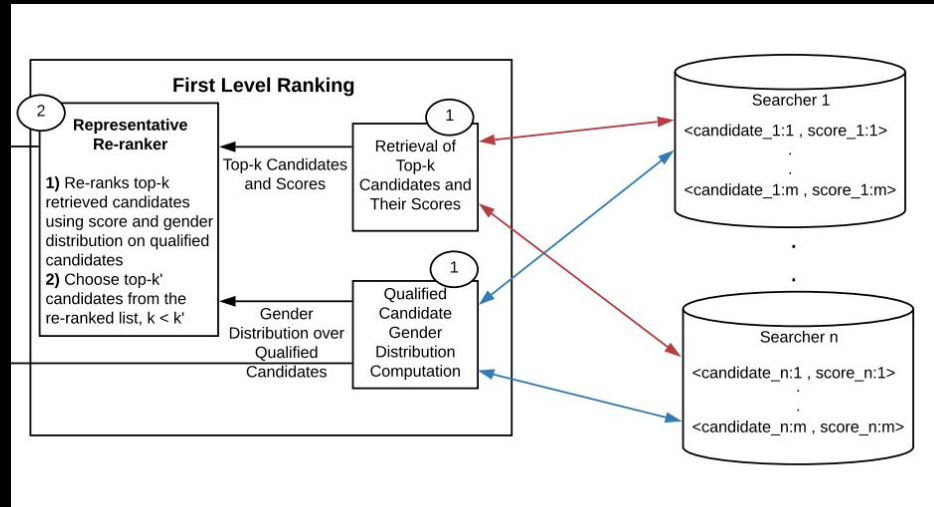 First Level Ranking
2
Representative
Re-ranker
1) Re-ranks top-k
retrieved candidates
using score and gender
distribution on qualified
candidates
2) Choose top-k'
candidates from the
re-ranked list, k < k'
Top-k Candidates
and Scores
Gender
Distribution over
Qualified
Candidates
1
Retrieval of
Top-k
Candidates and
Their Scores
1
Qualified
Candidate
Gender
Distribution
Computation
Searcher 1
<candidate_1:1 , score_1:1>
.
.
<candidate_1:m , score_1:m>
.
.
Searcher n
<candidate_n:1 , score_n:1>
.
.
<candidate_n:m , score_n:m>